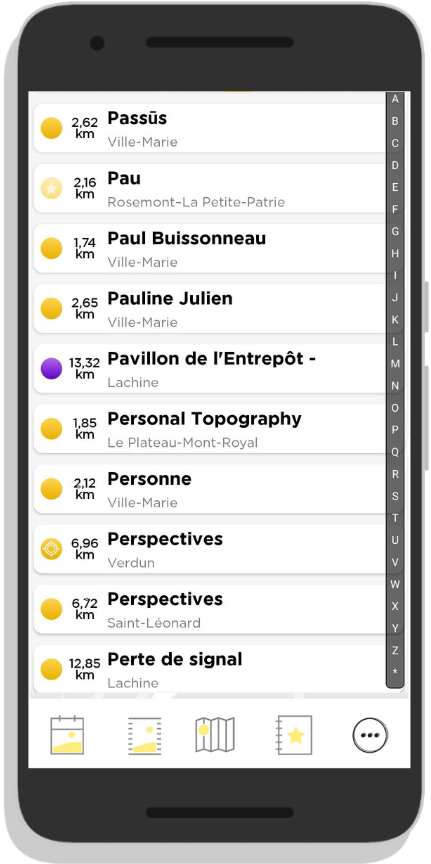 2,62 km Passūs
Ville-Marie
2,16 km Pau
Rosemont–La Petite-Patrie
1,74 km Paul Buissonneau
Ville-Marie
2,65 km Pauline Julien
Ville-Marie
13,32 km Pavillon de l'Entrepôt -
Lachine
1,85 km Personal Topography
Le Plateau-Mont-Royal
2,12 km Personne
Ville-Marie
6,96 km Perspectives
Verdun
6,72 km Perspectives
Saint-Léonard
12,85 km Perte de signal
Lachine
A
B
C
D
E
F
G
H
I
J
K
L
M
N
O
P
Q
R
S
T
U
V
W
X
Y
Z
*